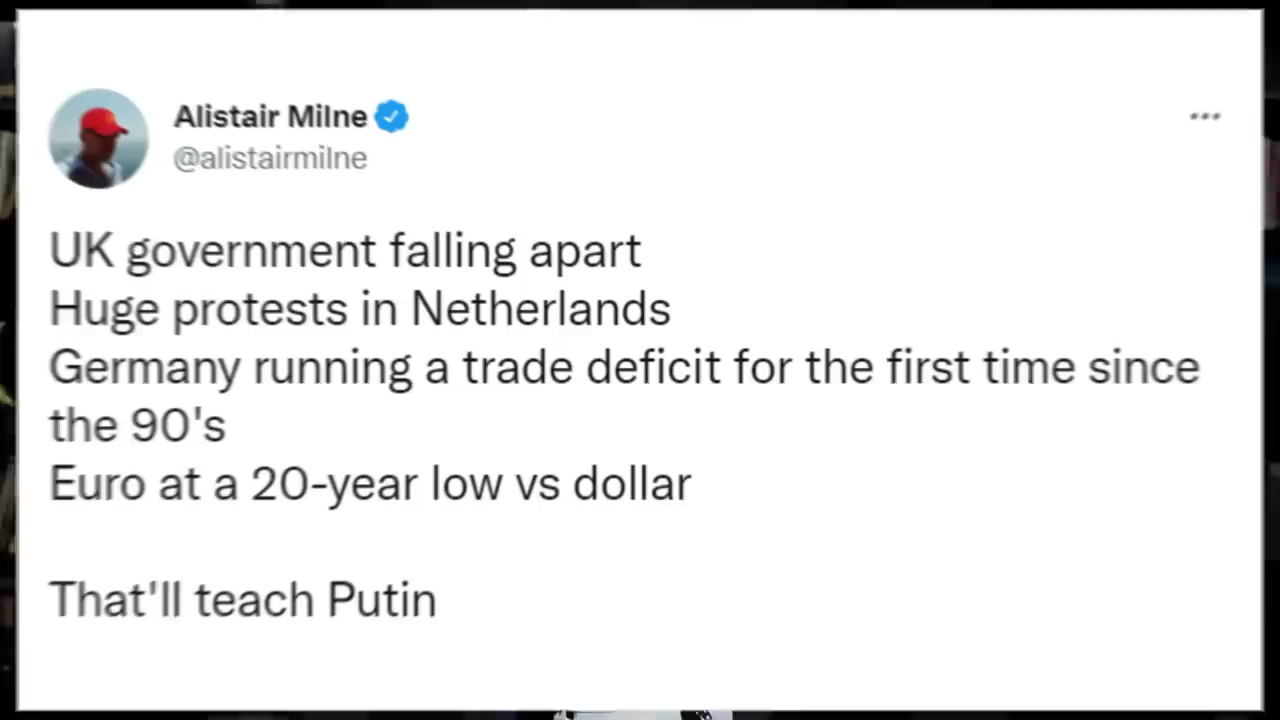 Alistair Milne
@alistairmilne
UK government falling apart
Huge protests in Netherlands
Germany running a trade deficit for the first time since
the 90's
Euro at a 20-year low vs dollar
That'll teach Putin